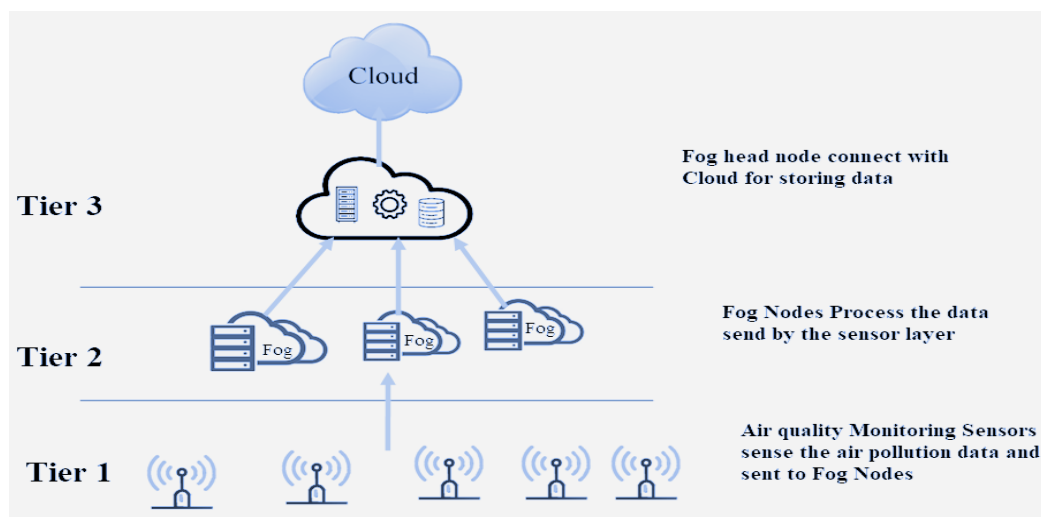 Cloud
Fog head node connect with
Cloud for storing data
Tier 3
Fog Nodes Process the data
send by the sensor layer
Fog
Fog
Fog
Tier 2
Air quality Monitoring Sensors
sense the air pollution data and
sent to Fog Nodes
Tier 1